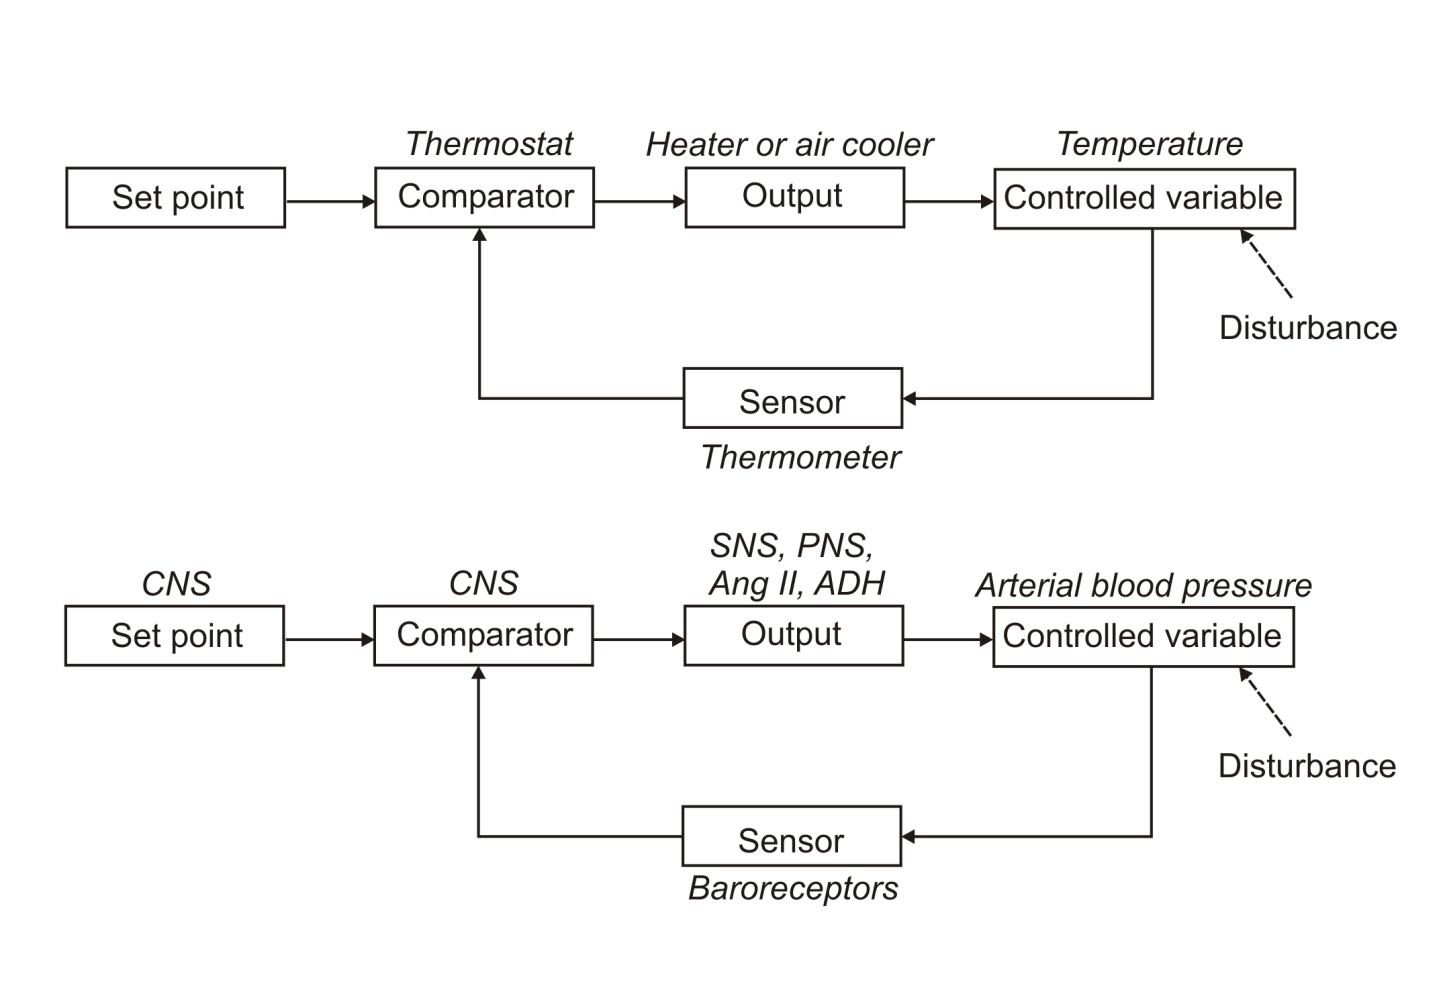 Thermostat
Heater or air cooler
Temperature
Set point
Comparator
Output
Controlled variable
Disturbance
Sensor
Thermometer
SNS, PNS,
Ang II, ADH
CNS
CNS
Arterial blood pressure
Set point
Comparator
Output
Controlled variable
Disturbance
Sensor
Baroreceptors